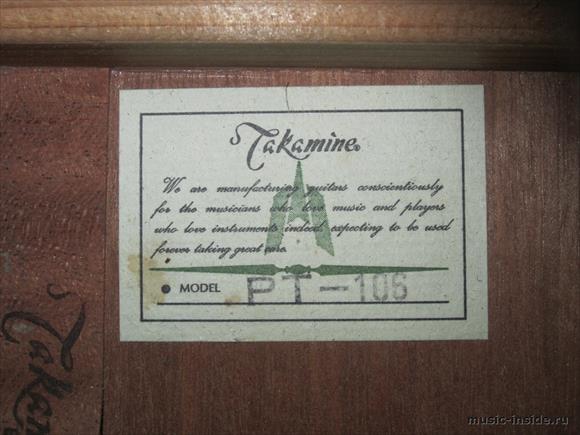 Takamine
We are manufacturing guitars conscientiously
for the musicians who love music and players
who love instruments indeed, expecting to be used
forever taking great care.
● MODEL PT-106
Takam
music-inside.ru